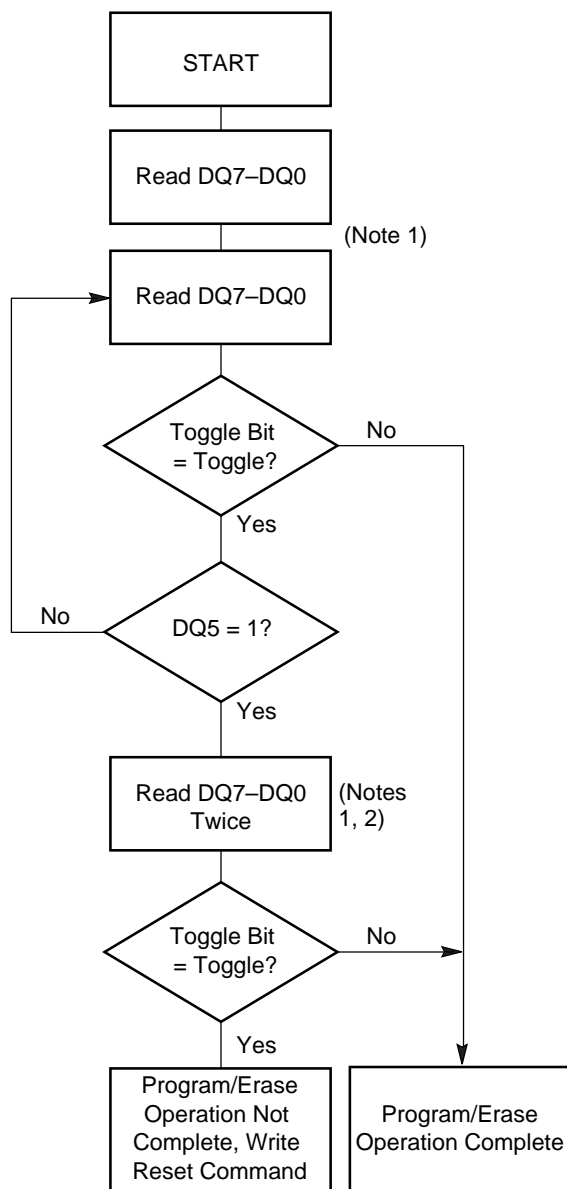 START
Read DQ7–DQ0
(Note 1)
Read DQ7–DQ0
Toggle Bit
= Toggle?
No
Yes
DQ5 = 1?
No
Yes
Read DQ7–DQ0
Twice
(Notes
1, 2)
Toggle Bit
= Toggle?
No
Yes
Program/Erase
Operation Not
Complete, Write
Reset Command
Program/Erase
Operation Complete